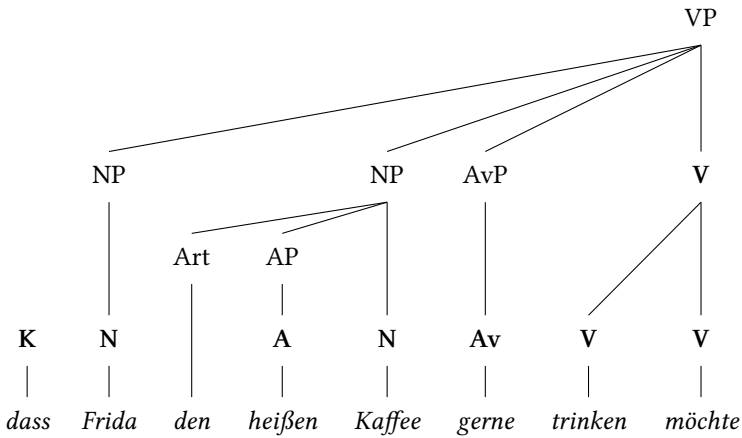 VP
NP NP AvP V
Art AP
K N A N Av V V
dass Frida den heißen Kaffee gerne trinken möchte